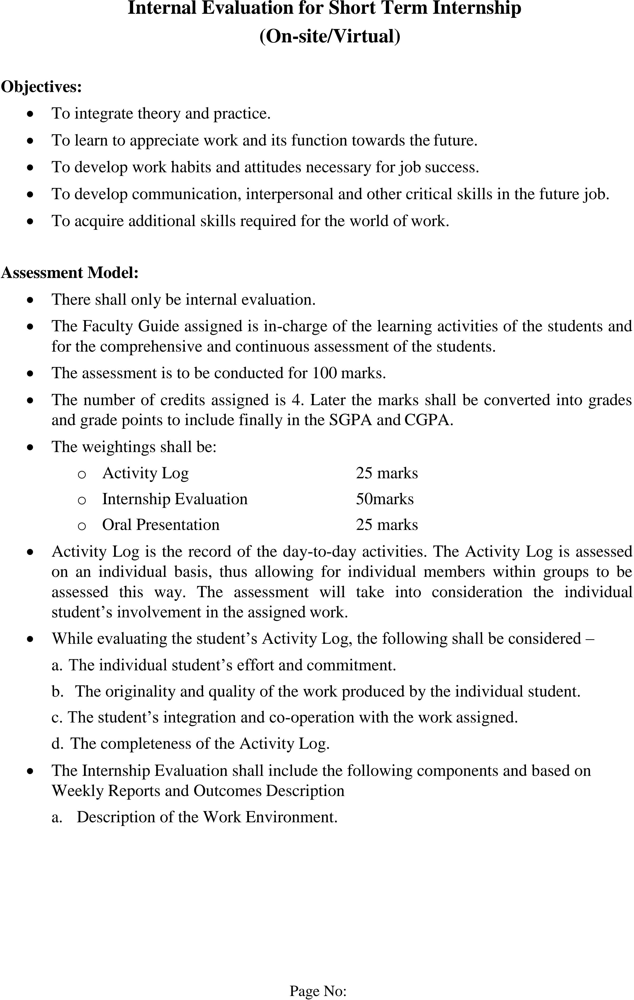 Internal Evaluation for Short Term Internship
(On-site/Virtual)
Objectives:
• To integrate theory and practice.
• To learn to appreciate work and its function towards the future.
• To develop work habits and attitudes necessary for job success.
• To develop communication, interpersonal and other critical skills in the future job.
• To acquire additional skills required for the world of work.
Assessment Model:
• There shall only be internal evaluation.
• The Faculty Guide assigned is in-charge of the learning activities of the students and
for the comprehensive and continuous assessment of the students.
• The assessment is to be conducted for 100 marks.
• The number of credits assigned is 4. Later the marks shall be converted into grades
and grade points to include finally in the SGPA and CGPA.
• The weightings shall be:
o Activity Log 25 marks
o Internship Evaluation 50marks
o Oral Presentation 25 marks
• Activity Log is the record of the day-to-day activities. The Activity Log is assessed
on an individual basis, thus allowing for individual members within groups to be
assessed this way. The assessment will take into consideration the individual
student’s involvement in the assigned work.
• While evaluating the student’s Activity Log, the following shall be considered –
a. The individual student’s effort and commitment.
b. The originality and quality of the work produced by the individual student.
c. The student’s integration and co-operation with the work assigned.
d. The completeness of the Activity Log.
• The Internship Evaluation shall include the following components and based on
Weekly Reports and Outcomes Description
a. Description of the Work Environment.
Page No: